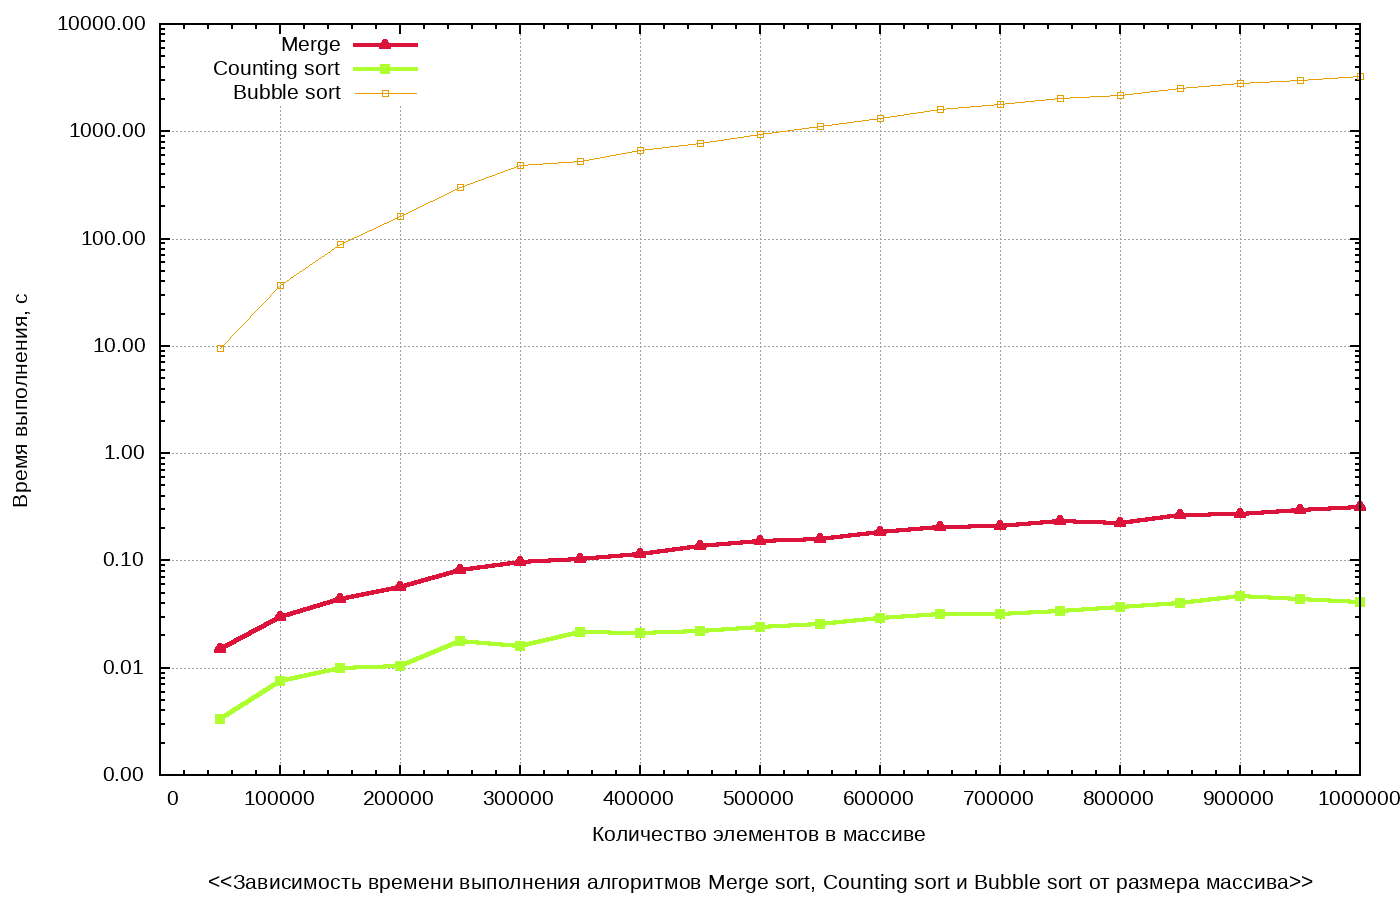 10000.00
1000.00
100.00
10.00
1.00
0.10
0.01
0.00
Merge
Counting sort
Bubble sort
Время выполнения, с
0 100000 200000 300000 400000 500000 600000 700000 800000 900000 1000000
Количество элементов в массиве
<<Зависимость времени выполнения алгоритмов Merge sort, Counting sort и Bubble sort от размера массива>>